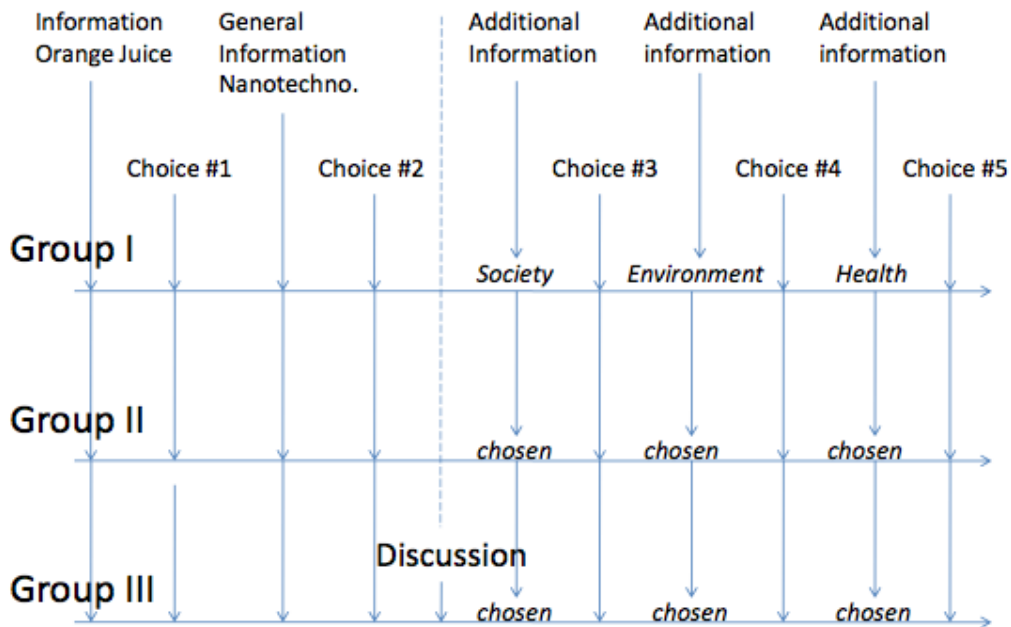 Information
Orange Juice
General
Information
Nanotechno.
Additional
Information
Additional
information
Additional
information
Choice #1
Choice #2
Choice #3
Choice #4
Choice #5
Group I
Society
Environment
Health
Group II
chosen
chosen
chosen
Discussion
Group III
chosen
chosen
chosen